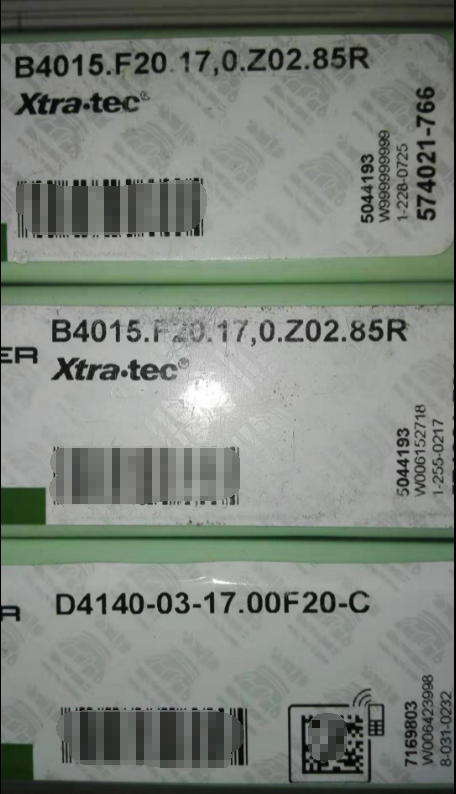 B4015.F20.17,0.Z02.85R
Xtra•tec®
5044193
W999999999
1-228-0725
574021-766
B4015.F20.17,0.Z02.85R
ER
Xtra•tec®
5044193
W006152718
1-255-0217
R
D4140-03-17.00F20-C
7169803
W006423998
8-031-0232